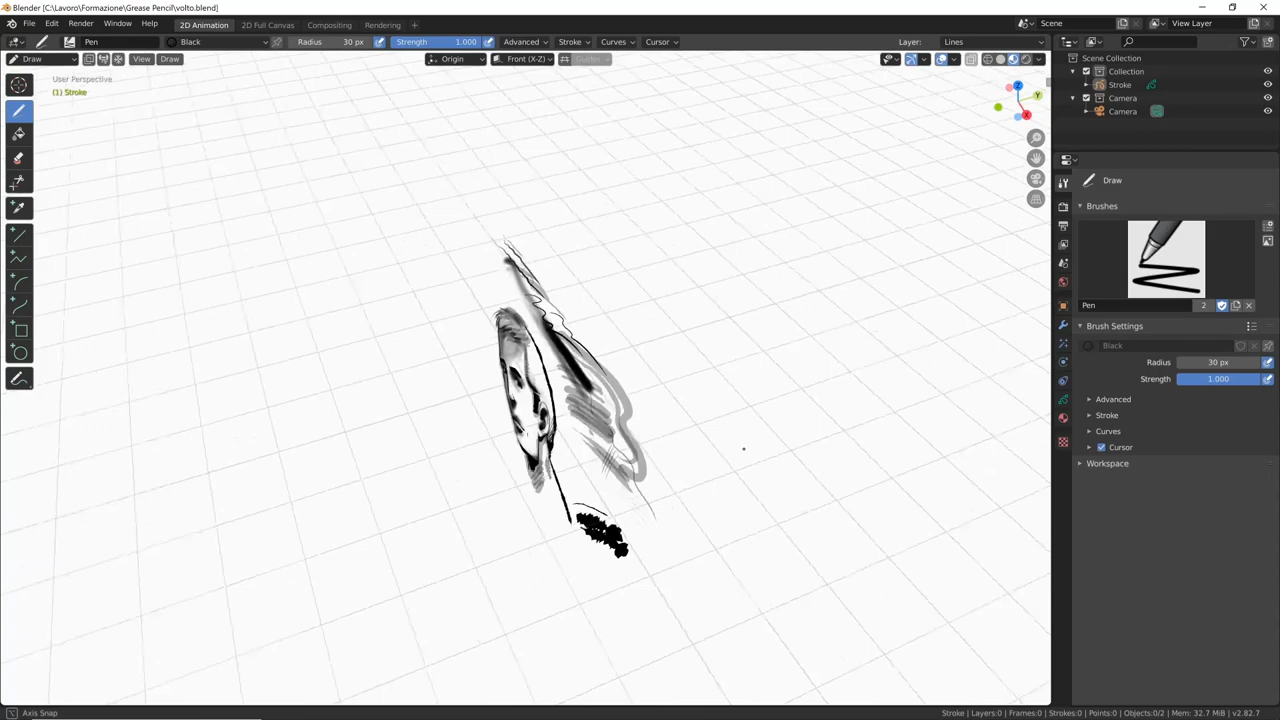 Blender [C:\Lavoro\Formazione\Grease Pencil\volto.blend]
File Edit Render Window Help 2D Animation 2D Full Canvas Compositing Rendering Scene View Layer
Pen Black Radius 30 px Strength 1.000 Advanced Stroke Curves Cursor Layer: Lines
Draw View Draw Origin Front (X-Z) Guides
User Perspective
(1) Stroke
Z
Y
X
Scene Collection
Collection
Stroke
Camera
Camera
Draw
Brushes
Pen 2
Brush Settings
Black
Radius 30 px
Strength 1.000
Advanced
Stroke
Curves
Cursor
Workspace
Axis Snap Stroke | Layers:0 | Frames:0 | Strokes:0 | Points:0 | Objects:0/2 | Mem: 32.7 MiB | v2.82.7